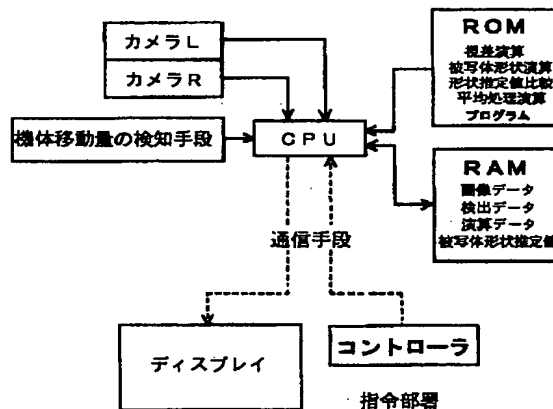 カメラL
カメラR
機体移動量の検知手段
CPU
ROM
視差演算
被写体形状演算
形状推定値比較
平均処理演算
プログラム
RAM
画像データ
検出データ
演算データ
被写体形状推定値
通信手段
ディスプレイ
コントローラ
指令部署